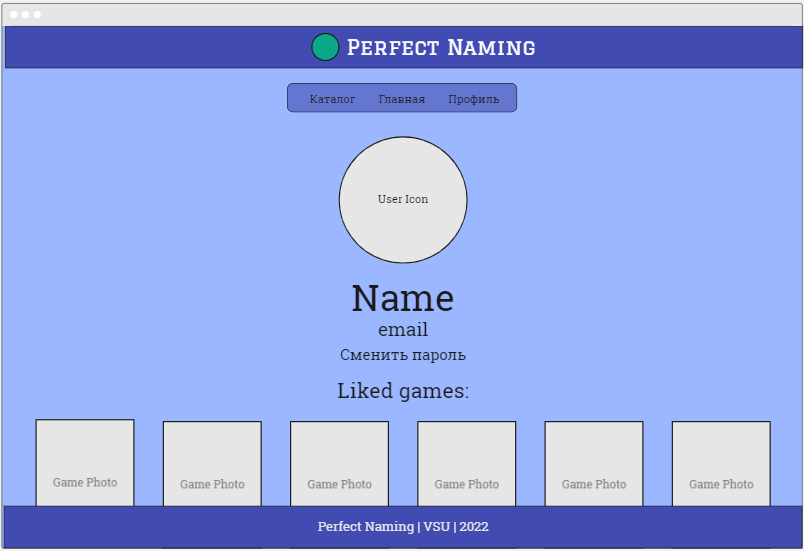 Perfect Naming
Каталог Главная Профиль
User Icon
Name
email
Сменить пароль
Liked games:
Game Photo Game Photo Game Photo Game Photo Game Photo Game Photo
Perfect Naming | VSU | 2022